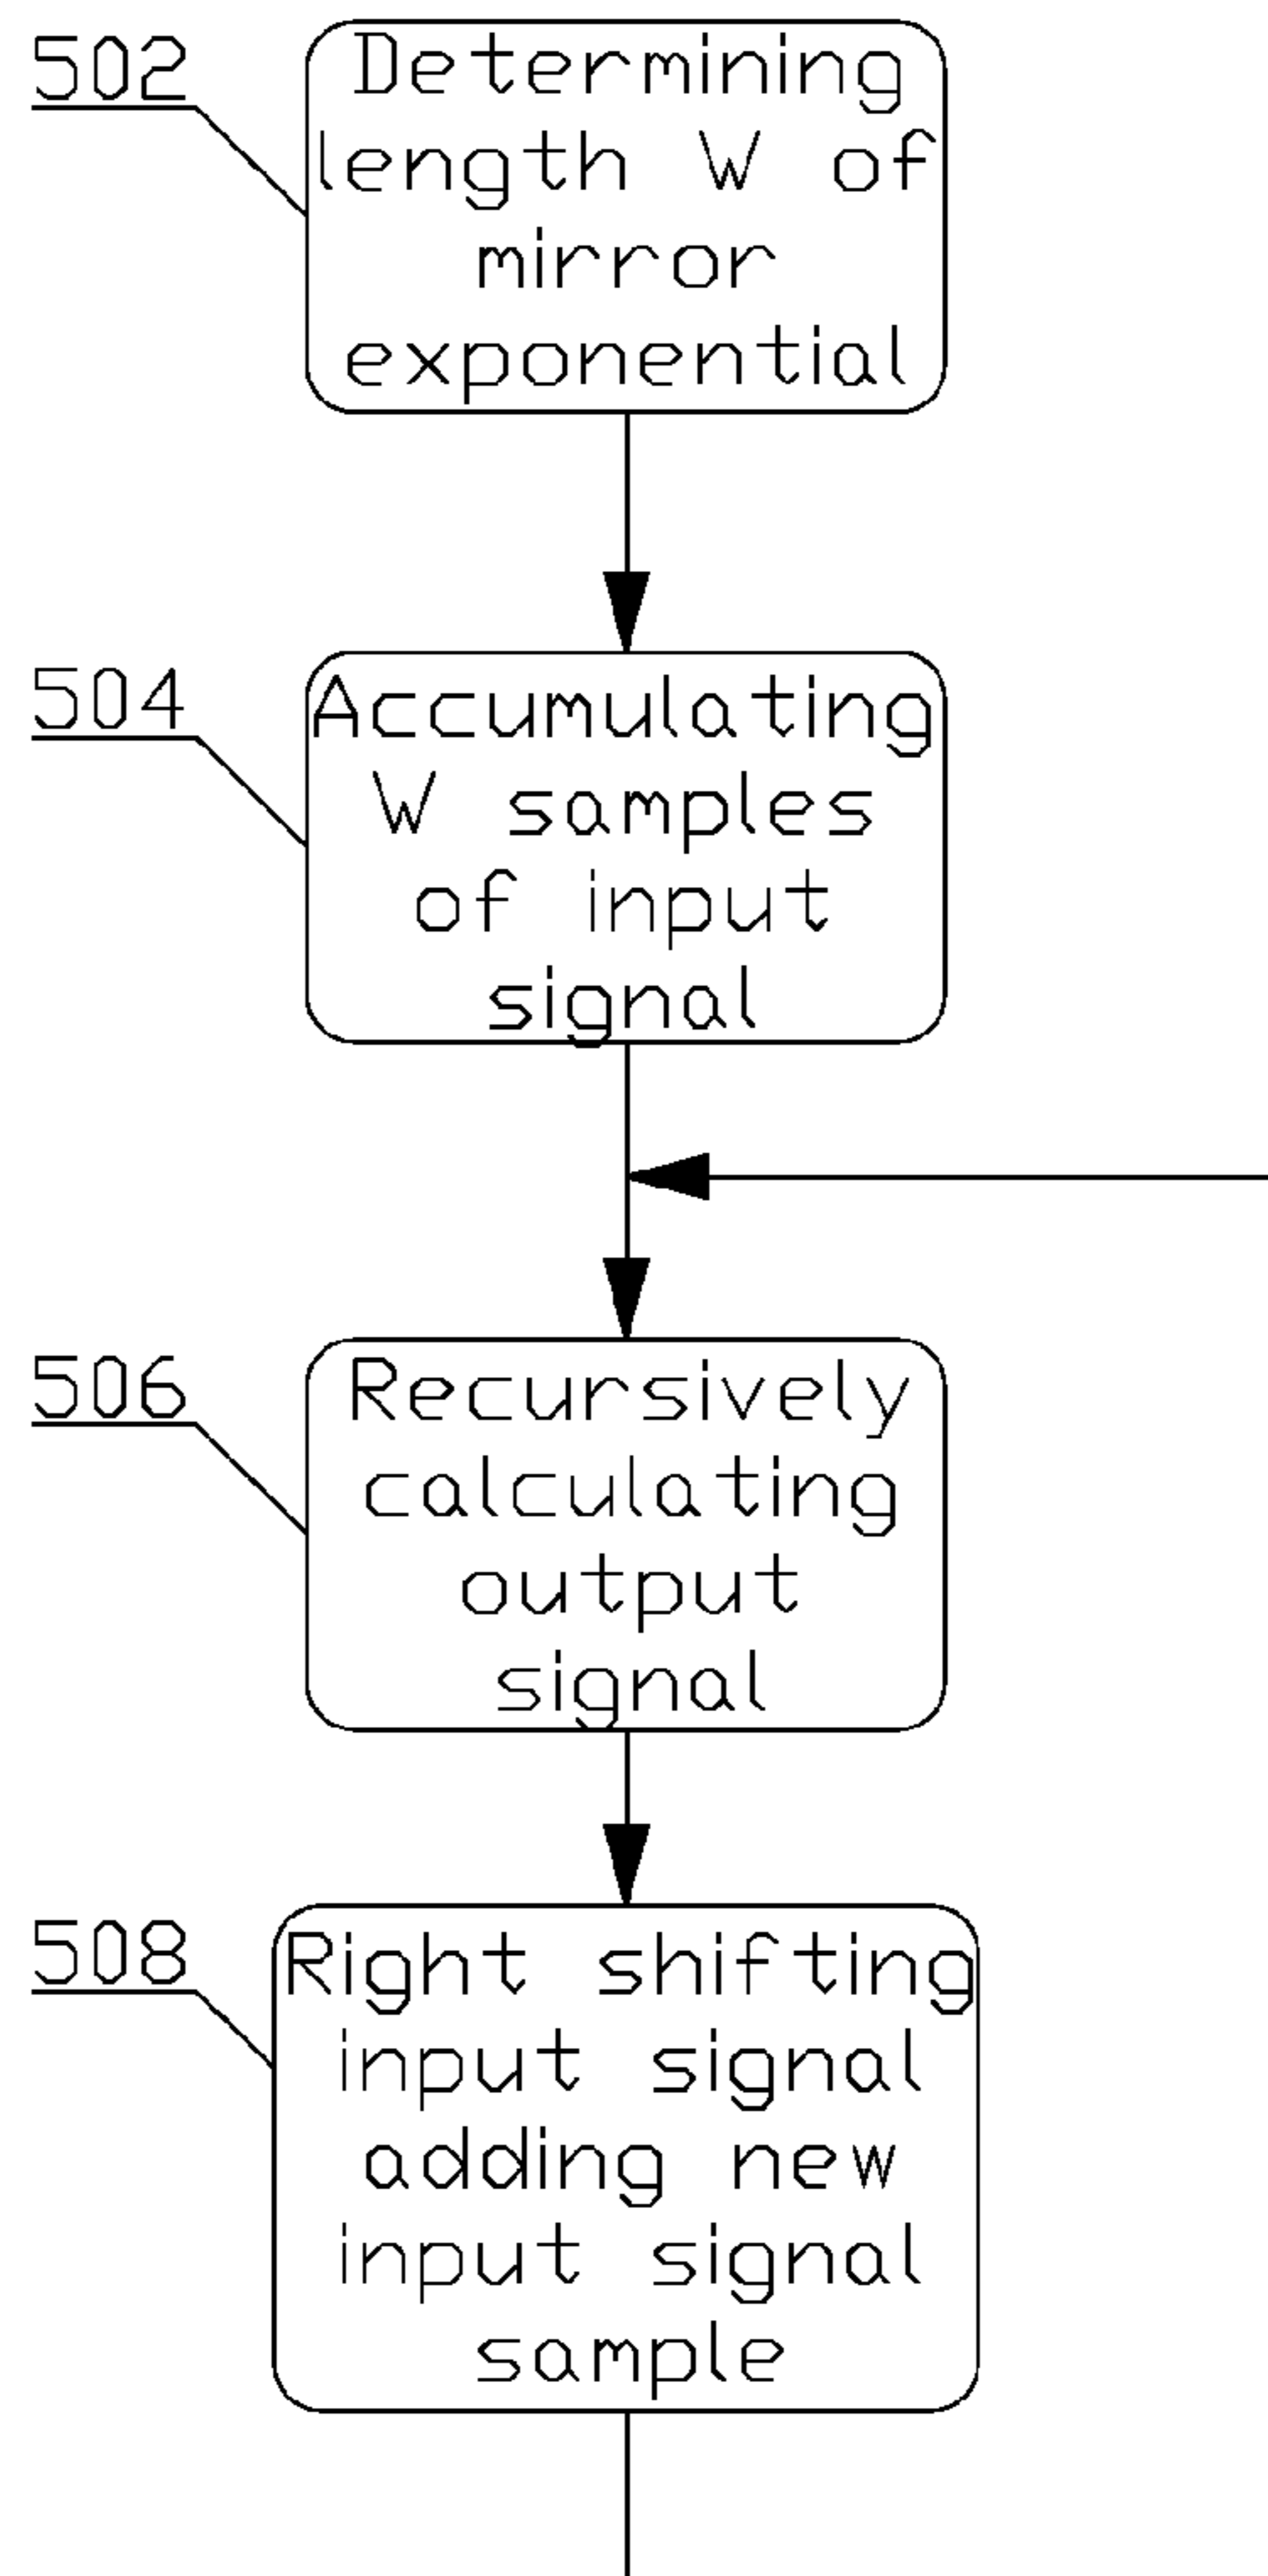 502
Determining
length W of
mirror
exponential
504
Accumulating
W samples
of input
signal
506
Recursively
calculating
output
signal
508
Right shifting
input signal
adding new
input signal
sample